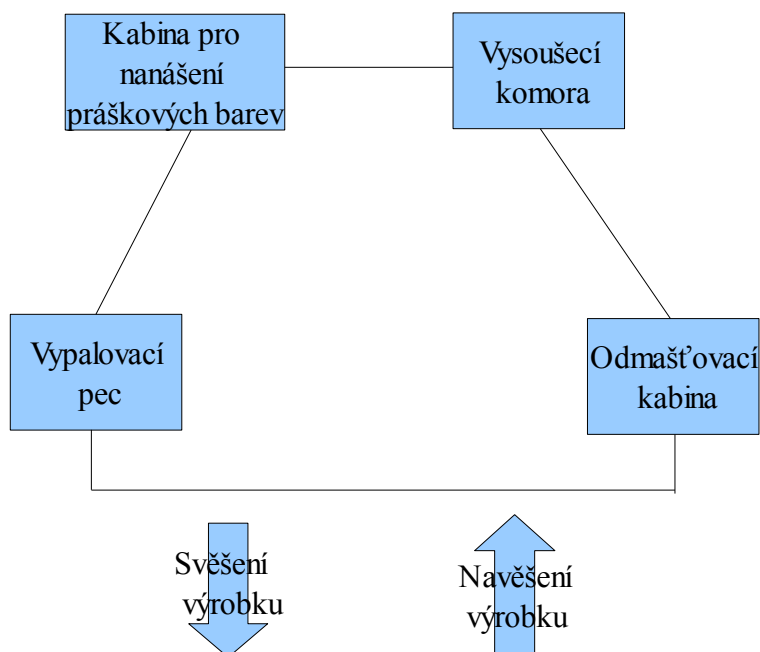 Kabina pro
nanášení
práškových barev
Vysoušecí
komora
Vypalovací
pec
Odmašťovací
kabina
Svěšení
výrobku
Navěšení
výrobku